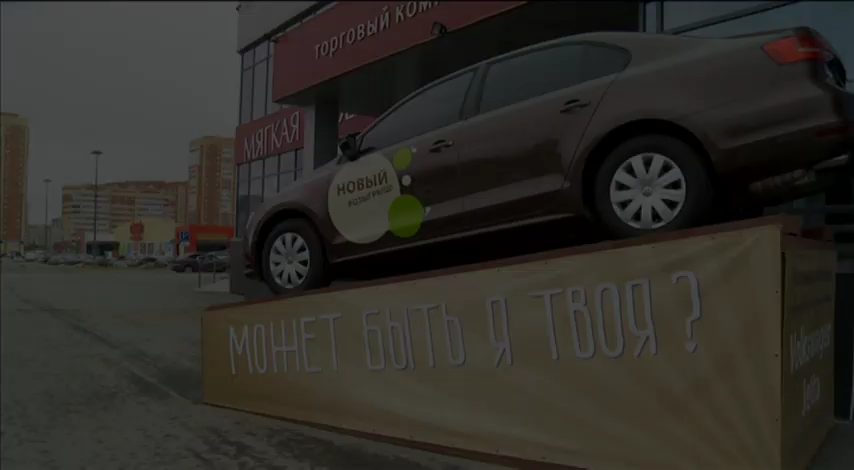 ТОРГОВЫЙ КОМ
МЯГКАЯ
НОВЫЙ
МОЖЕТ БЫТЬ Я ТВОЯ?
Volkswagen
Jetta